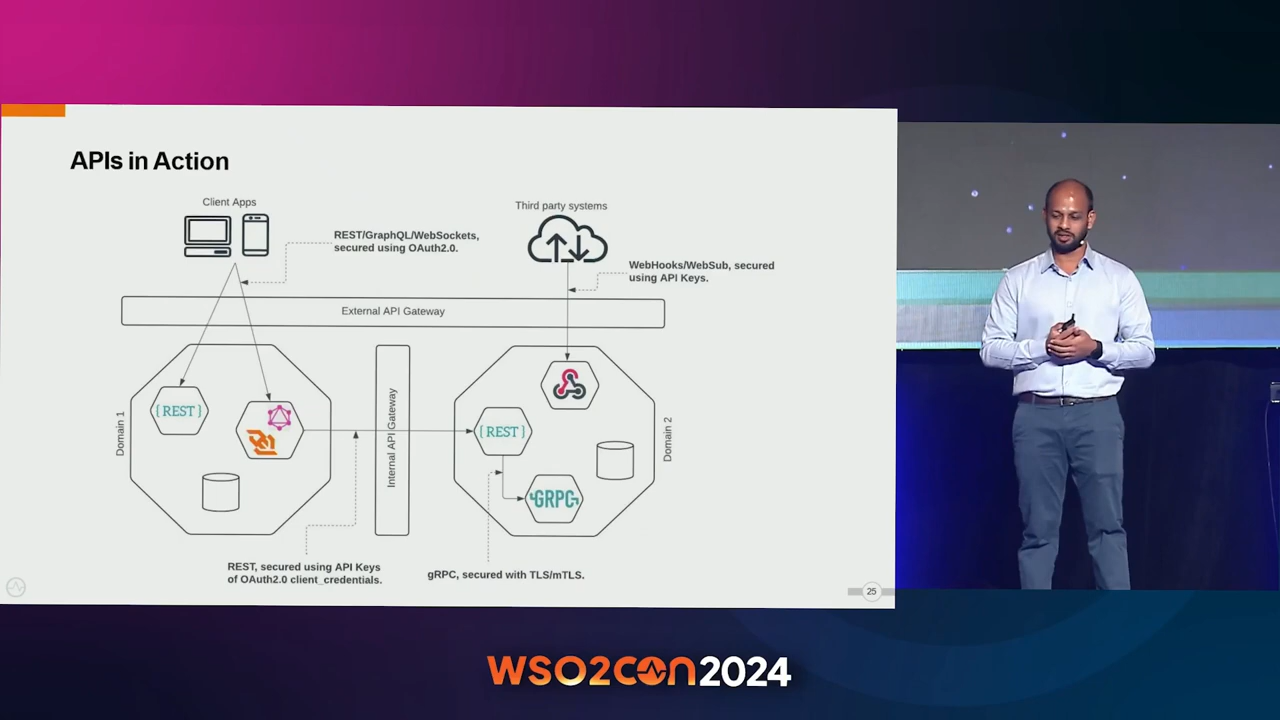 APIs in Action
Client Apps
Third party systems
REST/GraphQL/WebSockets,
secured using OAuth2.0.
WebHooks/WebSub, secured
using API Keys.
External API Gateway
Domain 1
{ REST }
Internal API Gateway
{ REST }
GRPC
Domain 2
REST, secured using API Keys
of OAuth2.0 client_credentials.
gRPC, secured with TLS/mTLS.
25
WSO2CON2024